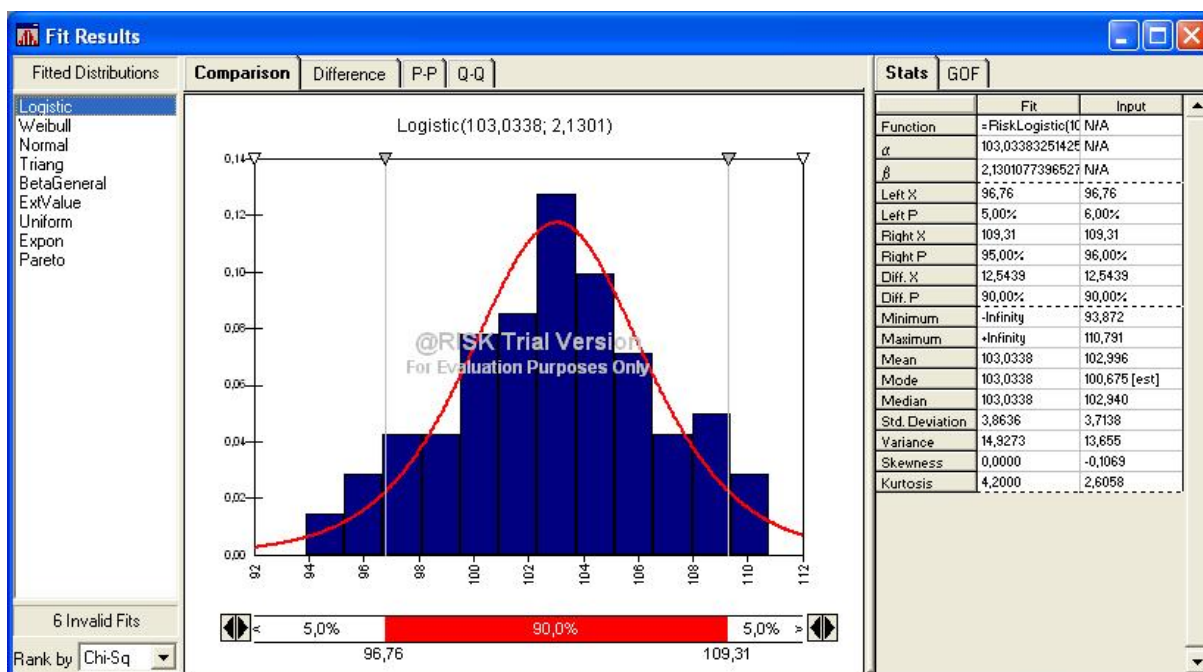 Fit Results
Fitted Distributions
Logistic
Weibull
Normal
Triang
BetaGeneral
ExtValue
Uniform
Expon
Pareto
6 Invalid Fits
Rank by Chi-Sq
Comparison Difference P-P Q-Q
Logistic(103,0338; 2,1301)
0,14
0,12
0,10
0,08
0,06
0,04
0,02
0,00
@RISK Trial Version
For Evaluation Purposes Only
92 94 96 98 100 102 104 106 108 110 112
< 5,0% 90,0% 5,0% >
96,76 109,31
Stats GOF
Fit Input
Function =RiskLogistic(10 N/A
α 103,03383251425 N/A
β 2,1301077396527 N/A
Left X 96,76 96,76
Left P 5,00% 6,00%
Right X 109,31 109,31
Right P 95,00% 96,00%
Diff. X 12,5439 12,5439
Diff. P 90,00% 90,00%
Minimum -Infinity 93,872
Maximum +Infinity 110,791
Mean 103,0338 102,996
Mode 103,0338 100,675 [est]
Median 103,0338 102,940
Std. Deviation 3,8636 3,7138
Variance 14,9273 13,655
Skewness 0,0000 -0,1069
Kurtosis 4,2000 2,6058